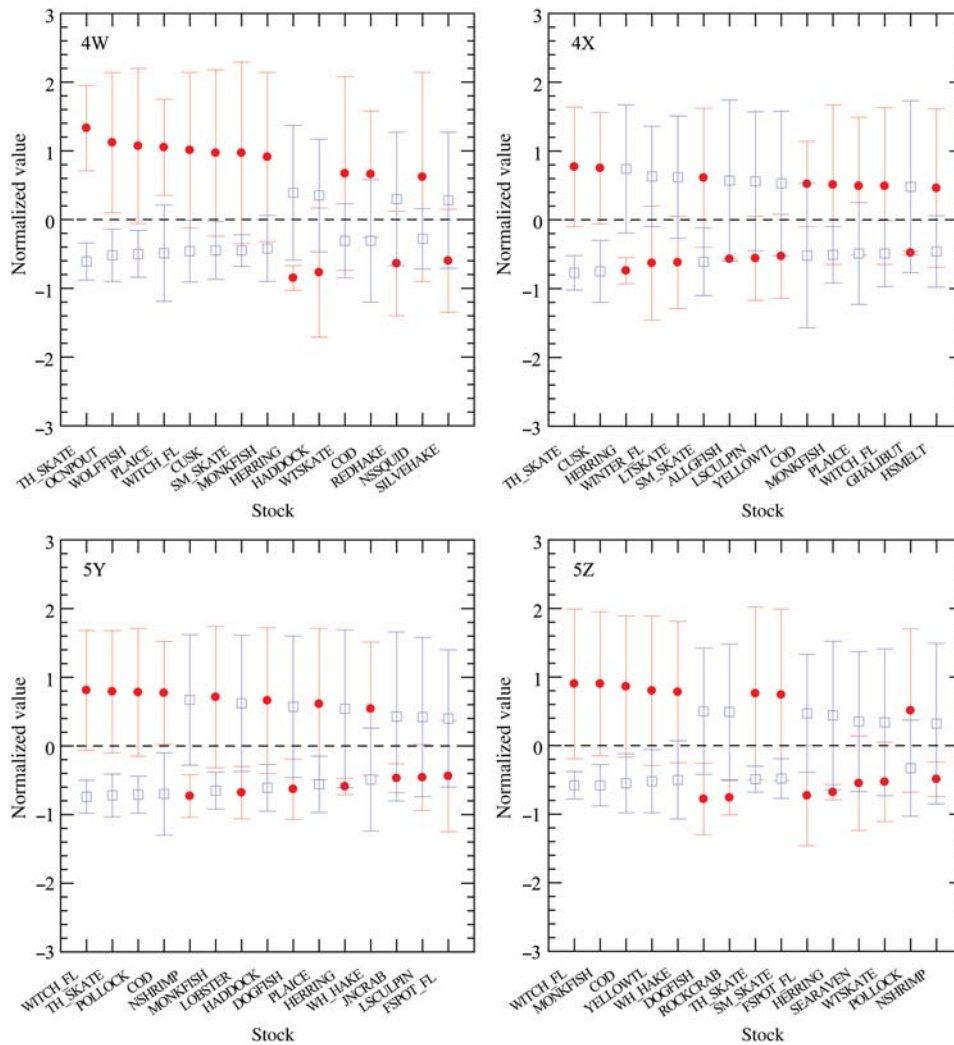 3
2
1
0
−1
−2
−3
Normalized value
4W
TH_SKATE
OCNPOUT
WOLFFISH
PLAICE
WITCH_FL
CUSK
SM_SKATE
MONKFISH
HERRING
HADDOCK
WTSKATE
COD
REDHAKE
NSSQUID
SILVEHAKE
Stock
3
2
1
0
−1
−2
−3
Normalized value
4X
TH_SKATE
CUSK
HERRING
WINTER_FL
LTSKATE
SM_SKATE
ALLGFISH
LSCULPIN
YELLOWTL
COD
MONKFISH
PLAICE
WITCH_FL
GHALIBUT
HSMELT
Stock
3
2
1
0
−1
−2
−3
Normalized value
5Y
WITCH_FL
TH_SKATE
POLLOCK
COD
NSHRIMP
MONKFISH
LOBSTER
HADDOCK
DOGFISH
PLAICE
HERRING
WH_HAKE
JNCRAB
LSCULPIN
FSPOT_FL
Stock
3
2
1
0
−1
−2
−3
Normalized value
5Z
WITCH_FL
MONKFISH
COD
YELLOWTL
WH_HAKE
DOGFISH
ROCKCRAB
TH_SKATE
SM_SKATE
FSPOT_FL
HERRING
SEARAVEN
WTSKATE
POLLOCK
NSHRIMP
Stock